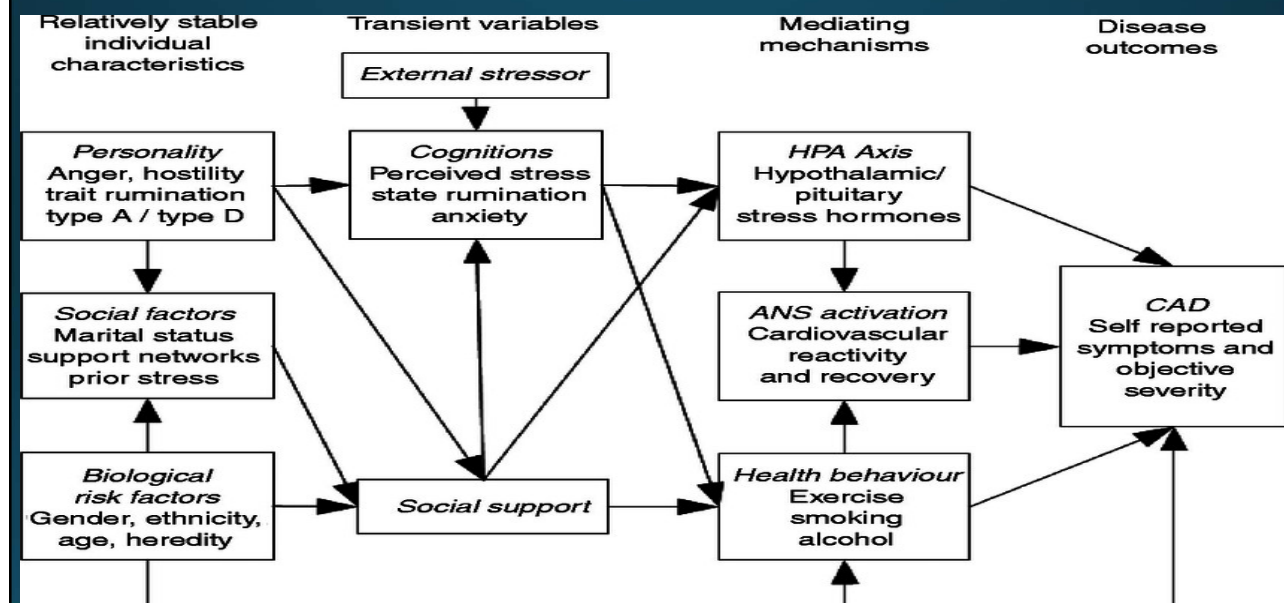 Relatively stable
individual
characteristics
Transient variables
Mediating
mechanisms
Disease
outcomes
External stressor
Personality
Anger, hostility
trait rumination
type A / type D
Cognitions
Perceived stress
state rumination
anxiety
HPA Axis
Hypothalamic/
pituitary
stress hormones
Social factors
Marital status
support networks
prior stress
ANS activation
Cardiovascular
reactivity
and recovery
CAD
Self reported
symptoms and
objective
severity
Biological
risk factors
Gender, ethnicity,
age, heredity
Social support
Health behaviour
Exercise
smoking
alcohol